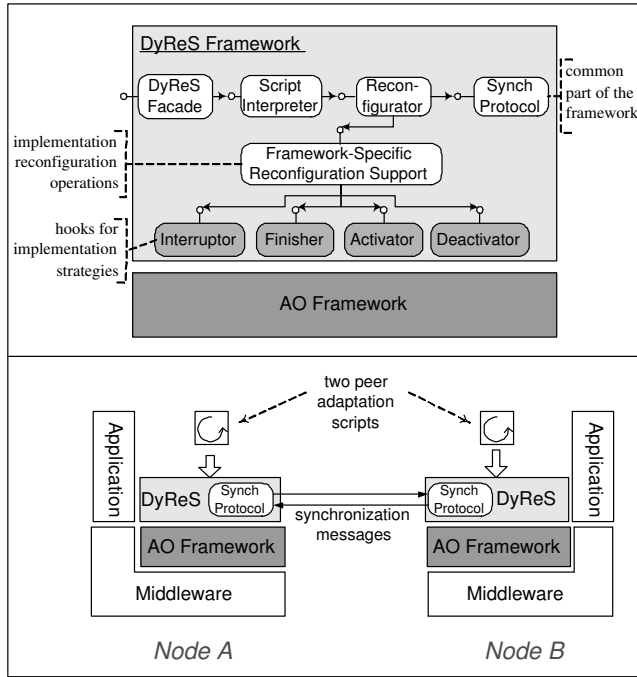 DyReS Framework
DyReS
Facade
Script
Interpreter
Recon-
figurator
Synch
Protocol
common
part of the
framework
implementation
reconfiguration
operations
Framework-Specific
Reconfiguration Support
hooks for
implementation
strategies
Interruptor
Finisher
Activator
Deactivator
AO Framework
two peer
adaptation
scripts
Application
Application
DyReS
Synch
Protocol
synchronization
messages
Synch
Protocol
DyReS
AO Framework
AO Framework
Middleware
Middleware
Node A
Node B